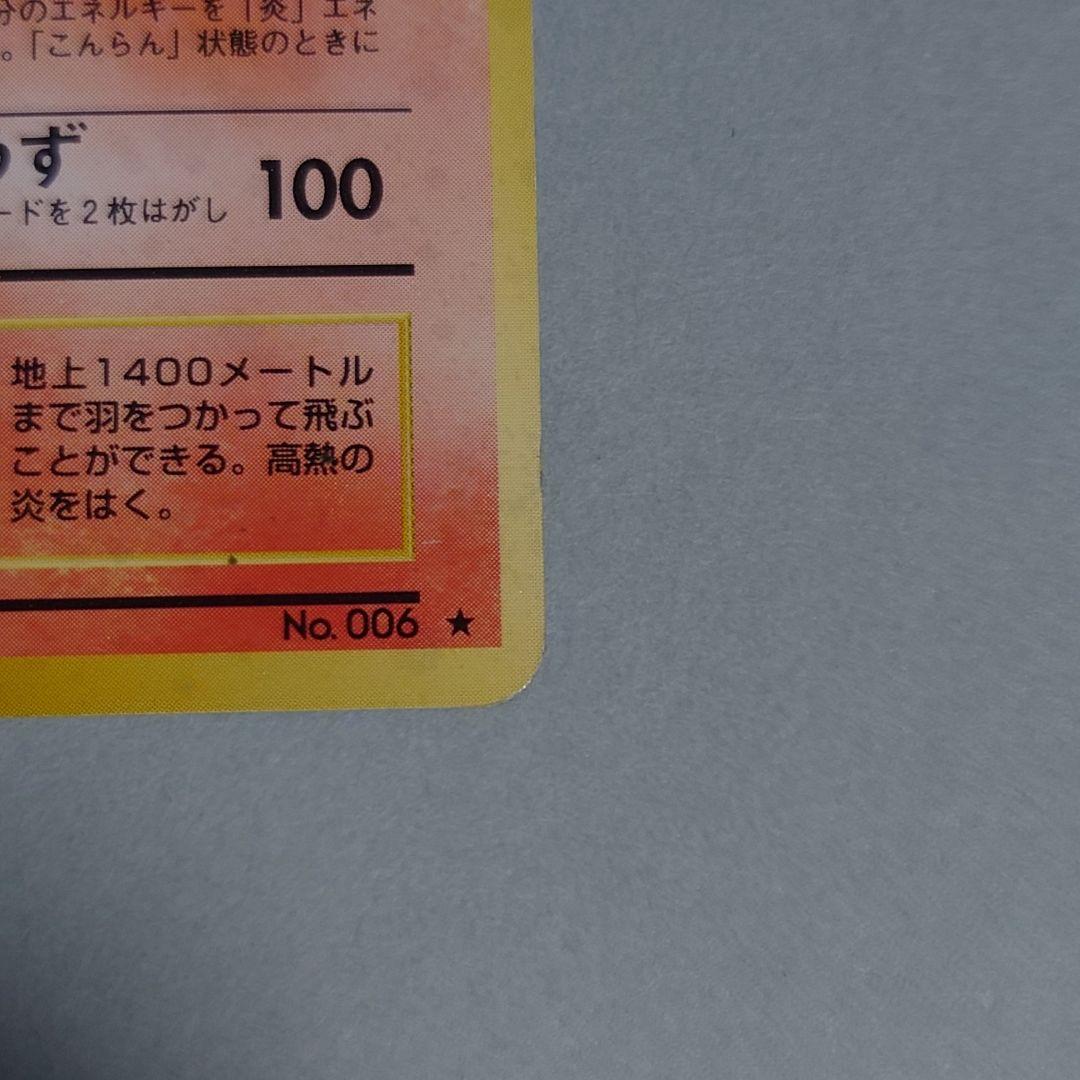 分のエネルギーを「炎」エネ
。「こんらん」状態のときに
うず
100
ードを2枚はがし
地上1400メートル
まで羽をつかって飛ぶ
ことができる。高熱の
炎をはく。
No. 006 ★